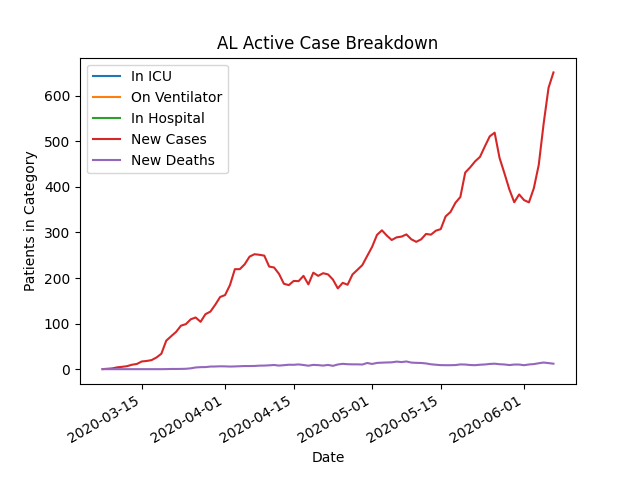 AL Active Case Breakdown
In ICU
On Ventilator
In Hospital
New Cases
New Deaths
Patients in Category
600
500
400
300
200
100
0
2020-03-15
2020-04-01
2020-04-15
2020-05-01
2020-05-15
2020-06-01
Date